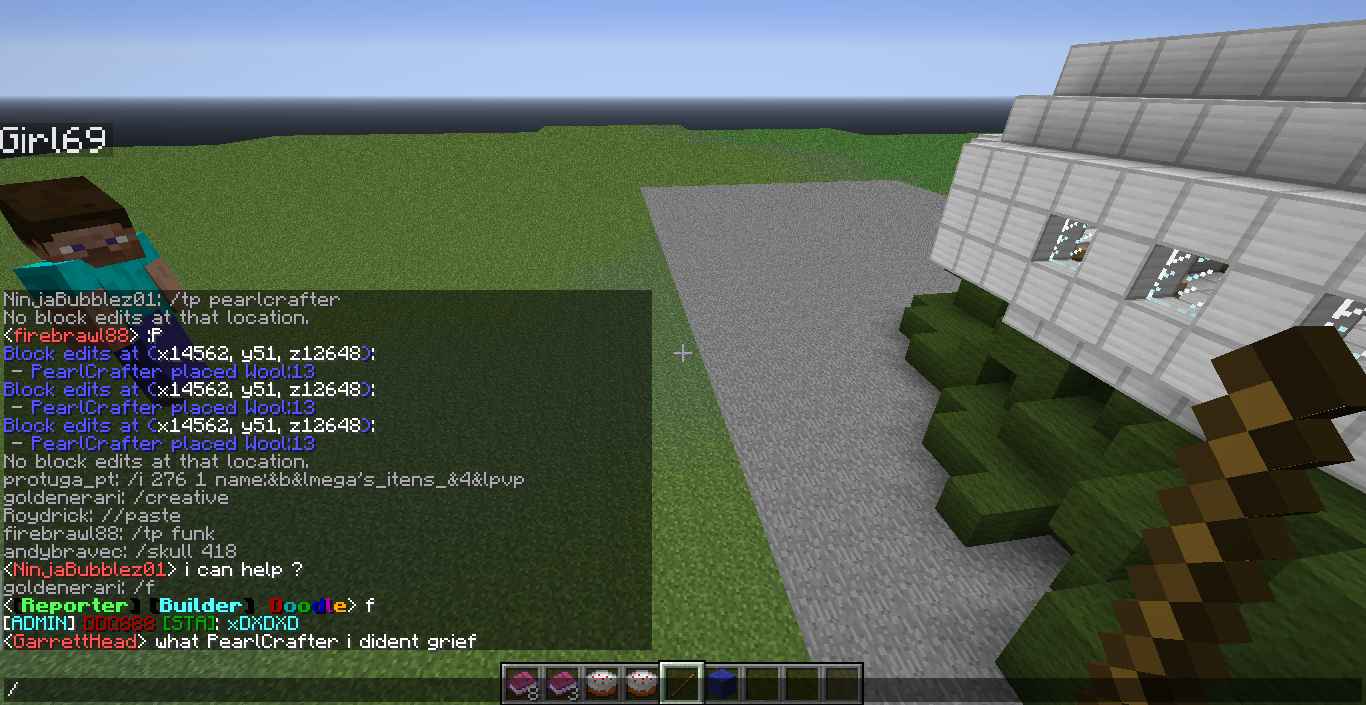 Girl69
NinjaBubblez01: /tp pearlcrafter
No block edits at that location.
<firebrawl88> :P
Block edits at (x14562, y51, z12648):
- PearlCrafter placed Wool:13
Block edits at (x14562, y51, z12648):
- PearlCrafter placed Wool:13
Block edits at (x14562, y51, z12648):
- PearlCrafter placed Wool:13
No block edits at that location.
protuga_pt: /i 276 1 name:&b&lmega's_itens_&4&lpvp
goldenerari: /creative
Roydrick: //paste
firebrawl88: /tp funk
andybravec: /skull 418
<NinjaBubblez01> i can help ?
goldenerari: /f
<[Reporter] [Builder] Doodle> f
[ADMIN] DDG888 [STA]: xDXDXD
<GarrettHead> what PearlCrafter i dident grief
/
8
3